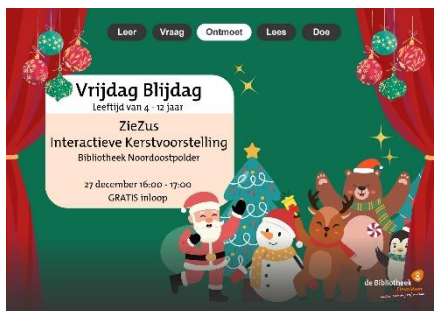 Leer Vraag Ontmoet Lees Doe
Vrijdag Blijdag
Leeftijd van 4 - 12 jaar
ZieZus
Interactieve Kerstvoorstelling
Bibliotheek Noordoostpolder
27 december 16:00 - 17:00
GRATIS inloop
de Bibliotheek
FlevoMeer